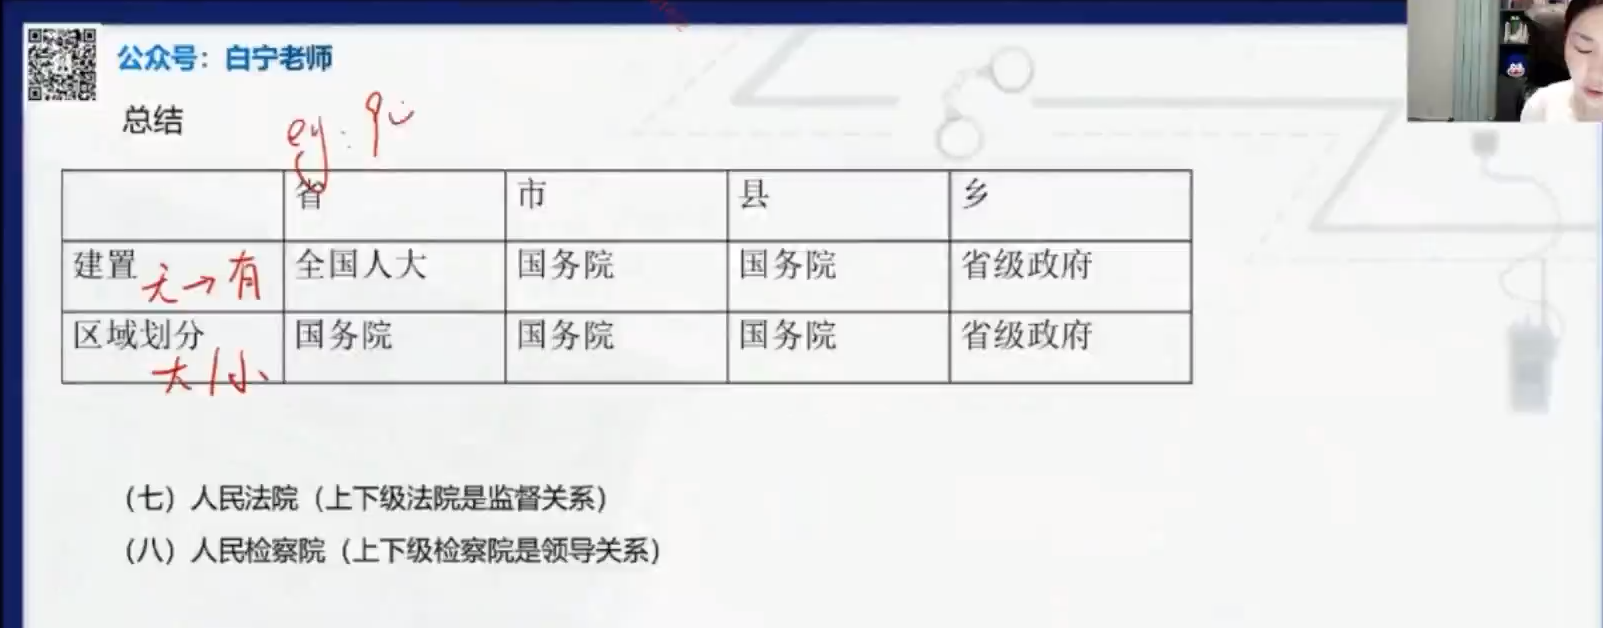 公众号：白宁老师
总结
eg:
省 市 县 乡
建置 无→有 全国人大 国务院 国务院 省级政府
区域划分 大/小 国务院 国务院 国务院 省级政府
（七）人民法院（上下级法院是监督关系）
（八）人民检察院（上下级检察院是领导关系）